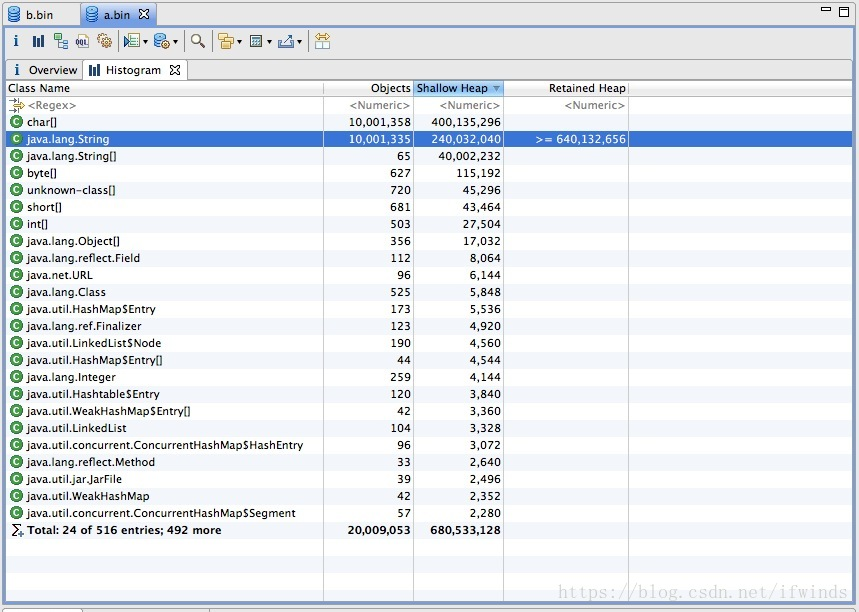 b.bin a.bin
i OQL
i Overview Histogram
Class Name Objects Shallow Heap Retained Heap
<Regex> <Numeric> <Numeric> <Numeric>
C char[] 10,001,358 400,135,296
C java.lang.String 10,001,335 240,032,040 >= 640,132,656
C java.lang.String[] 65 40,002,232
C byte[] 627 115,192
C unknown-class[] 720 45,296
C short[] 681 43,464
C int[] 503 27,504
C java.lang.Object[] 356 17,032
C java.lang.reflect.Field 112 8,064
C java.net.URL 96 6,144
C java.lang.Class 525 5,848
C java.util.HashMap$Entry 173 5,536
C java.lang.ref.Finalizer 123 4,920
C java.util.LinkedList$Node 190 4,560
C java.util.HashMap$Entry[] 44 4,544
C java.lang.Integer 259 4,144
C java.util.Hashtable$Entry 120 3,840
C java.util.WeakHashMap$Entry[] 42 3,360
C java.util.LinkedList 104 3,328
C java.util.concurrent.ConcurrentHashMap$HashEntry 96 3,072
C java.lang.reflect.Method 33 2,640
C java.util.jar.JarFile 39 2,496
C java.util.WeakHashMap 42 2,352
C java.util.concurrent.ConcurrentHashMap$Segment 57 2,280
Σ Total: 24 of 516 entries; 492 more 20,009,053 680,533,128
https://blog.csdn.net/ifwinds